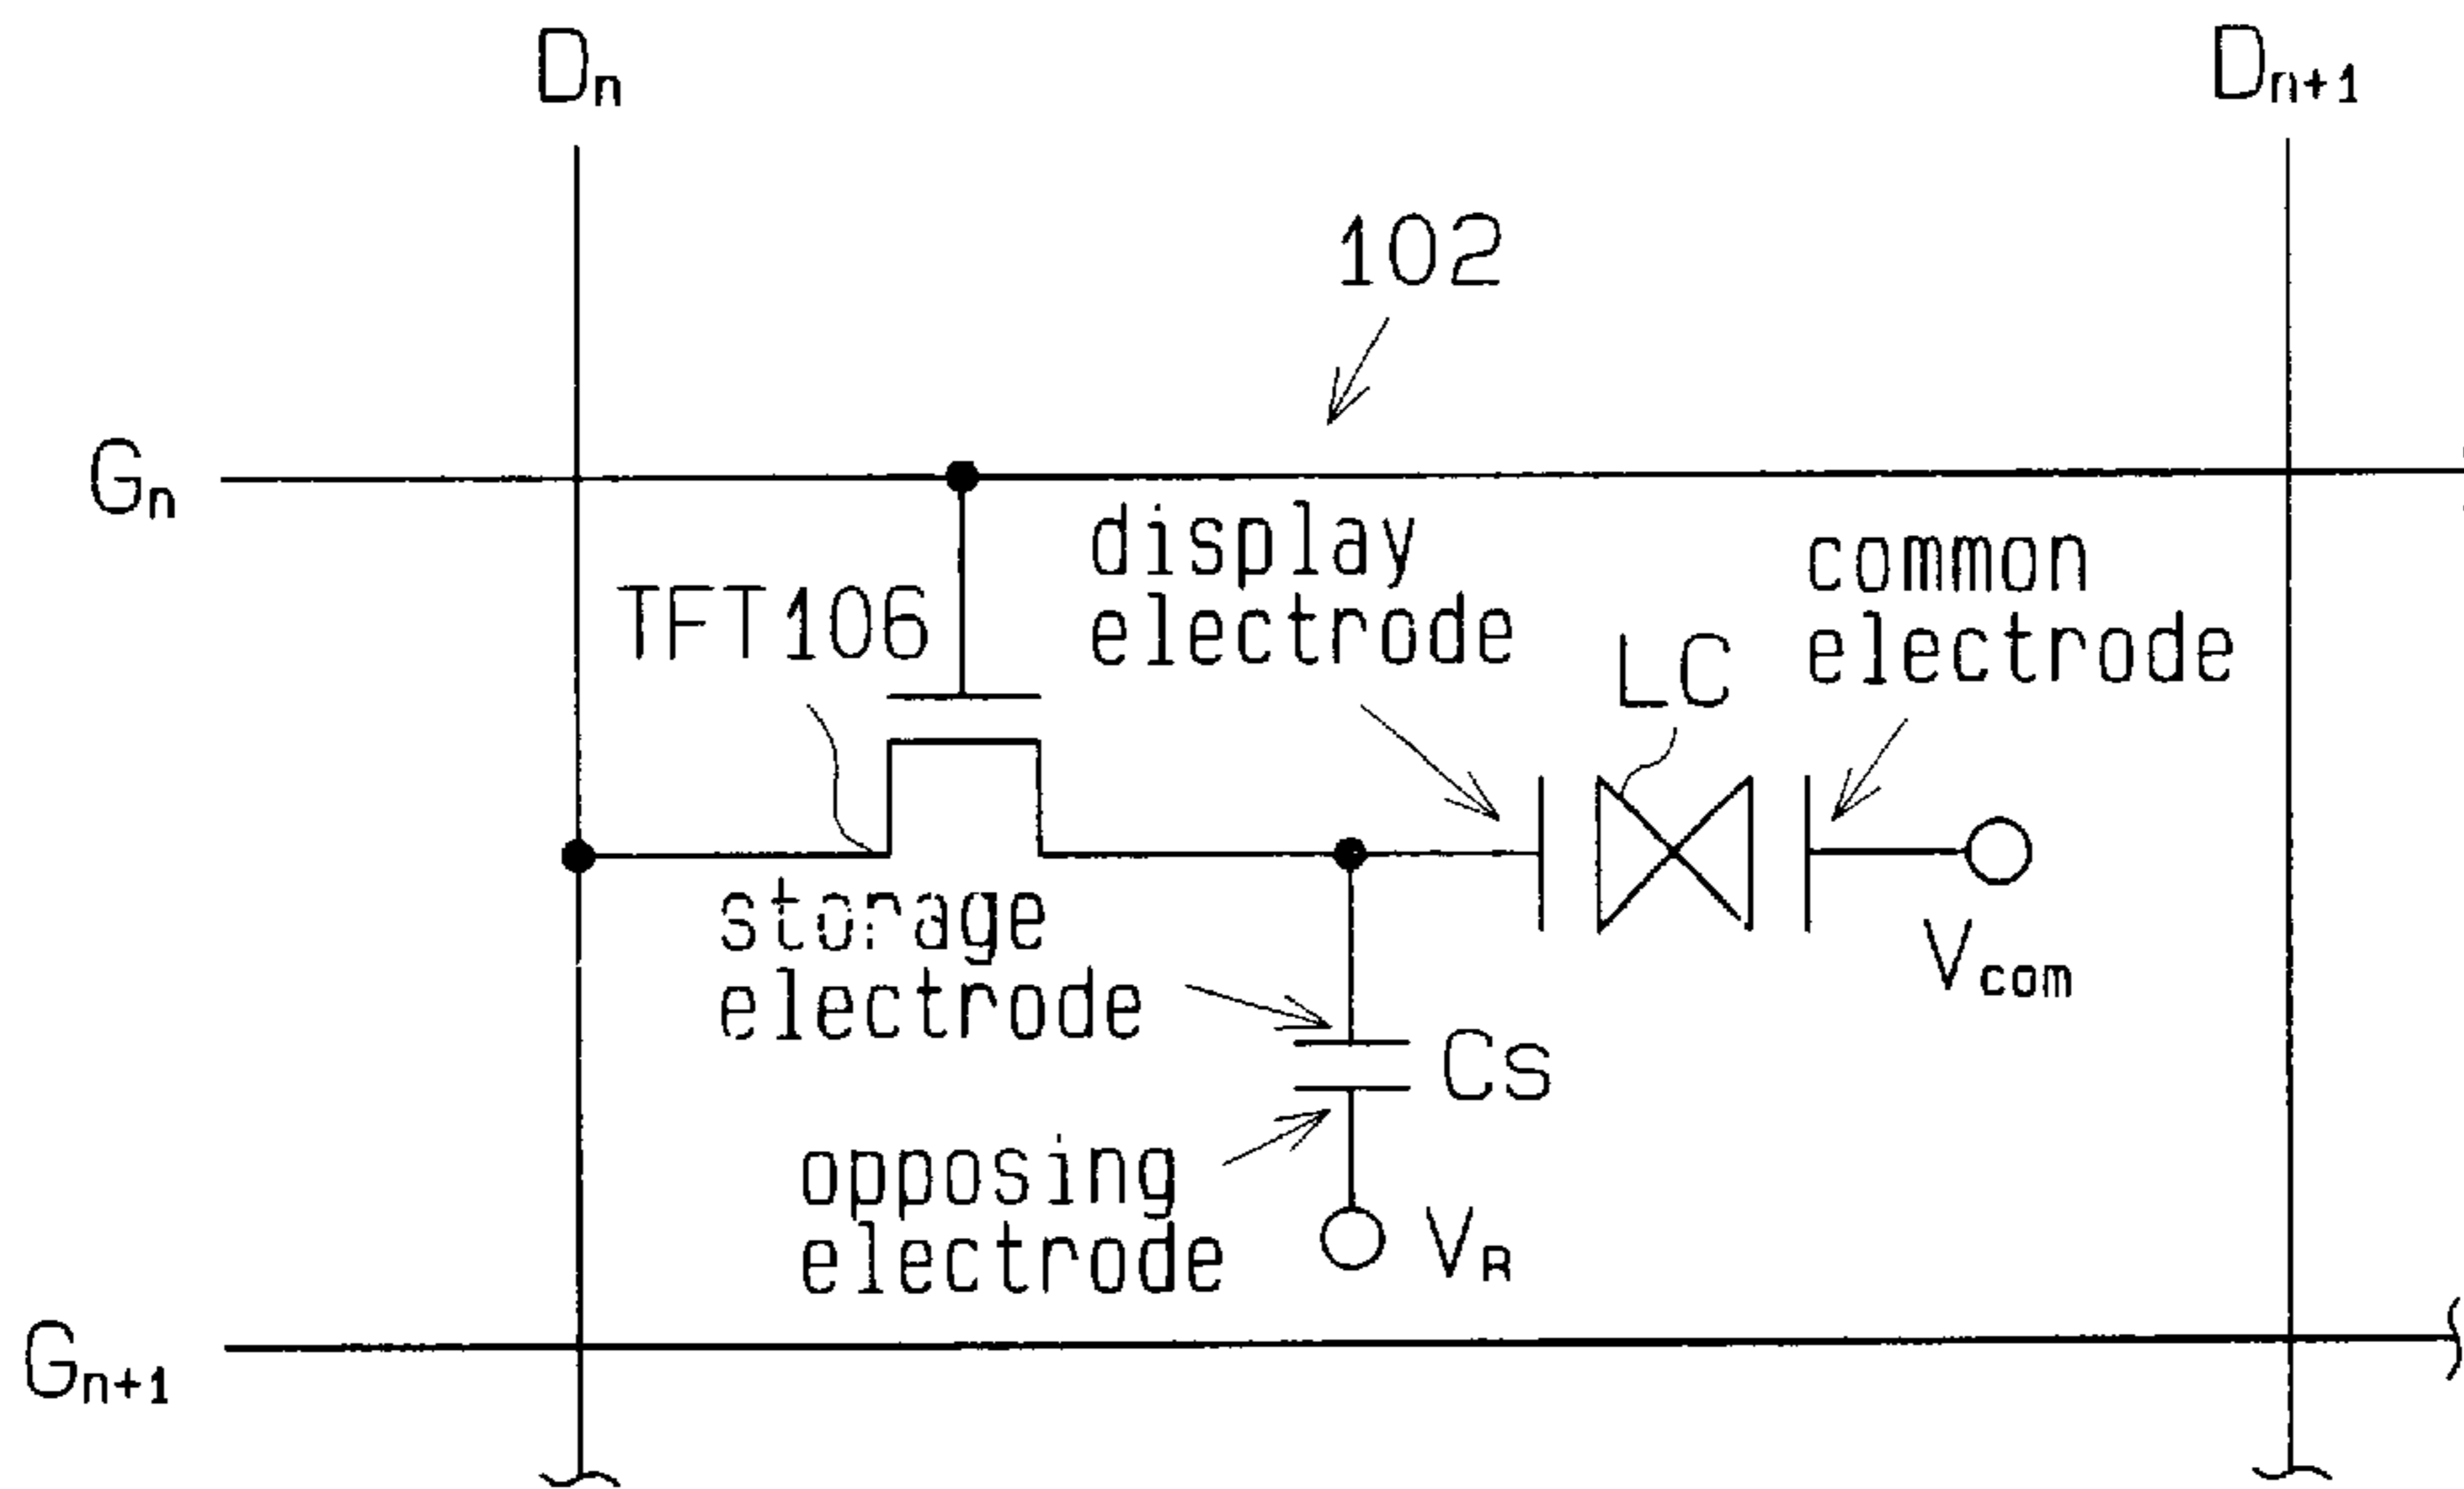 Dn
Dn+1
102
Gn
display
electrode
common
electrode
TFT106
LC
storage
electrode
Vcom
CS
opposing
electrode
VR
Gn+1